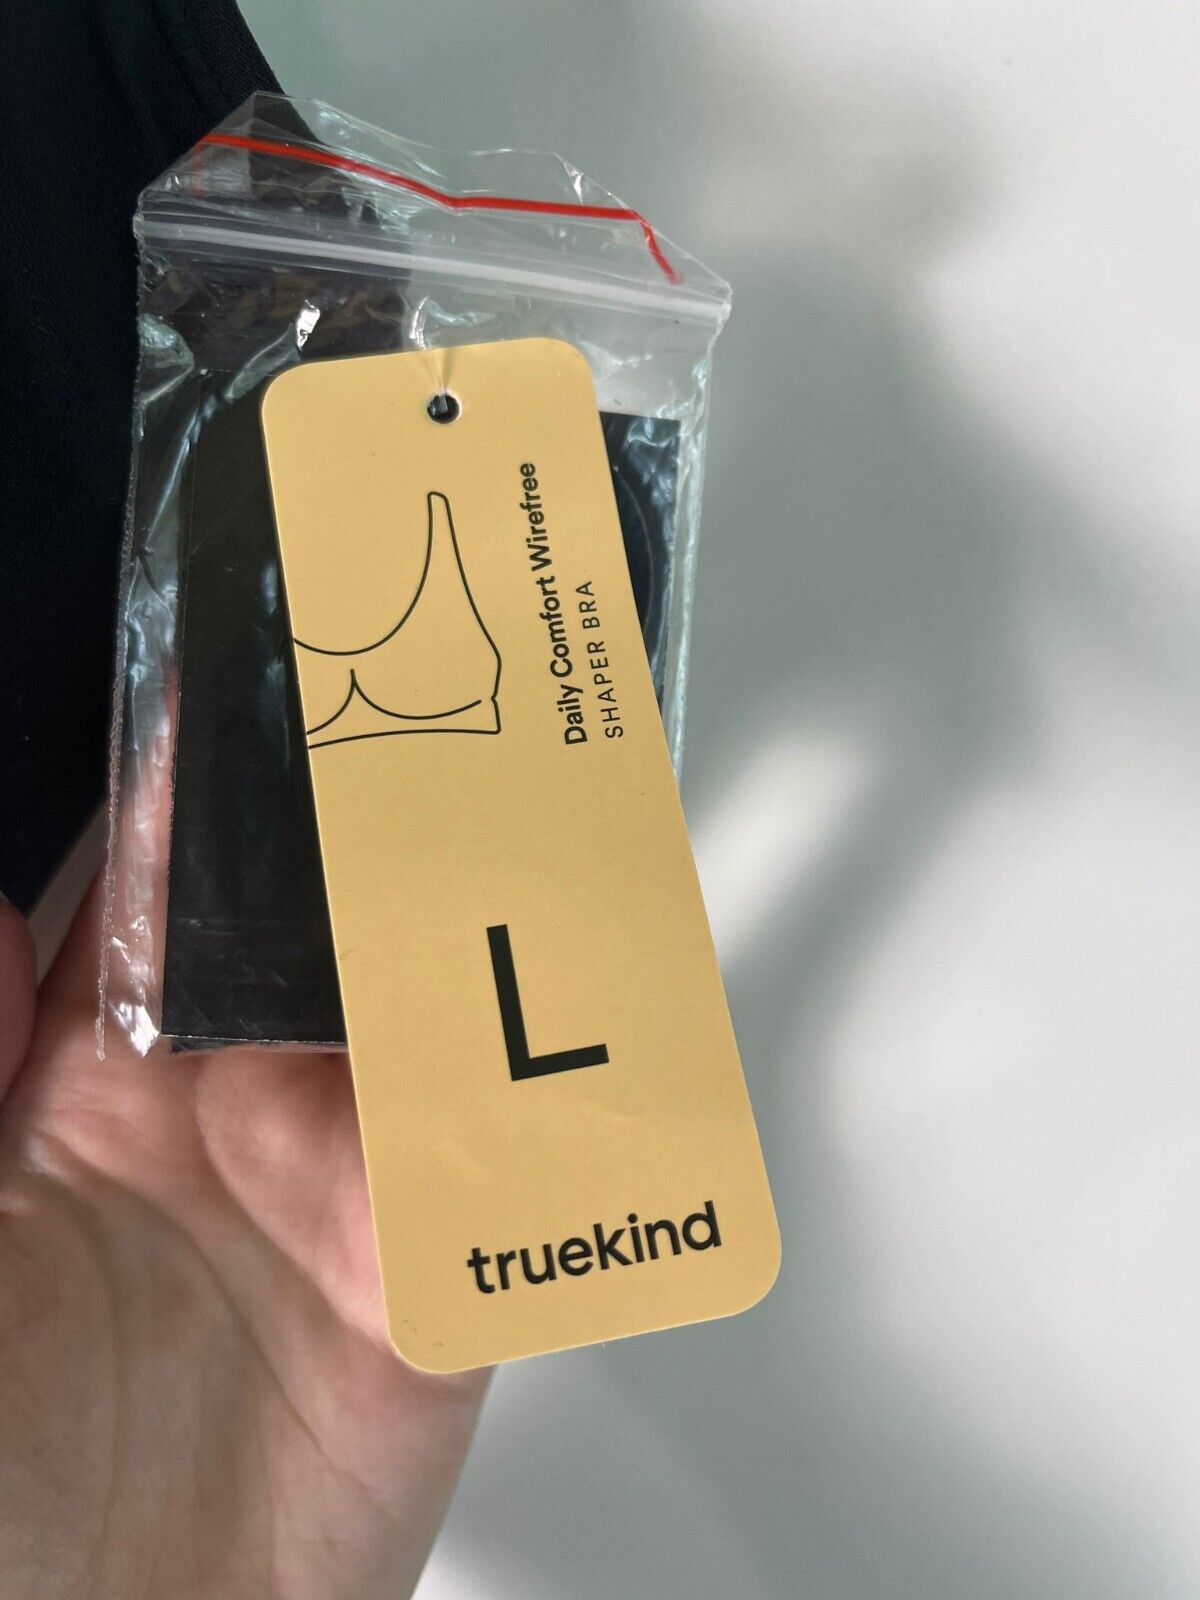 Daily Comfort Wirefree
SHAPER BRA
L
truekind